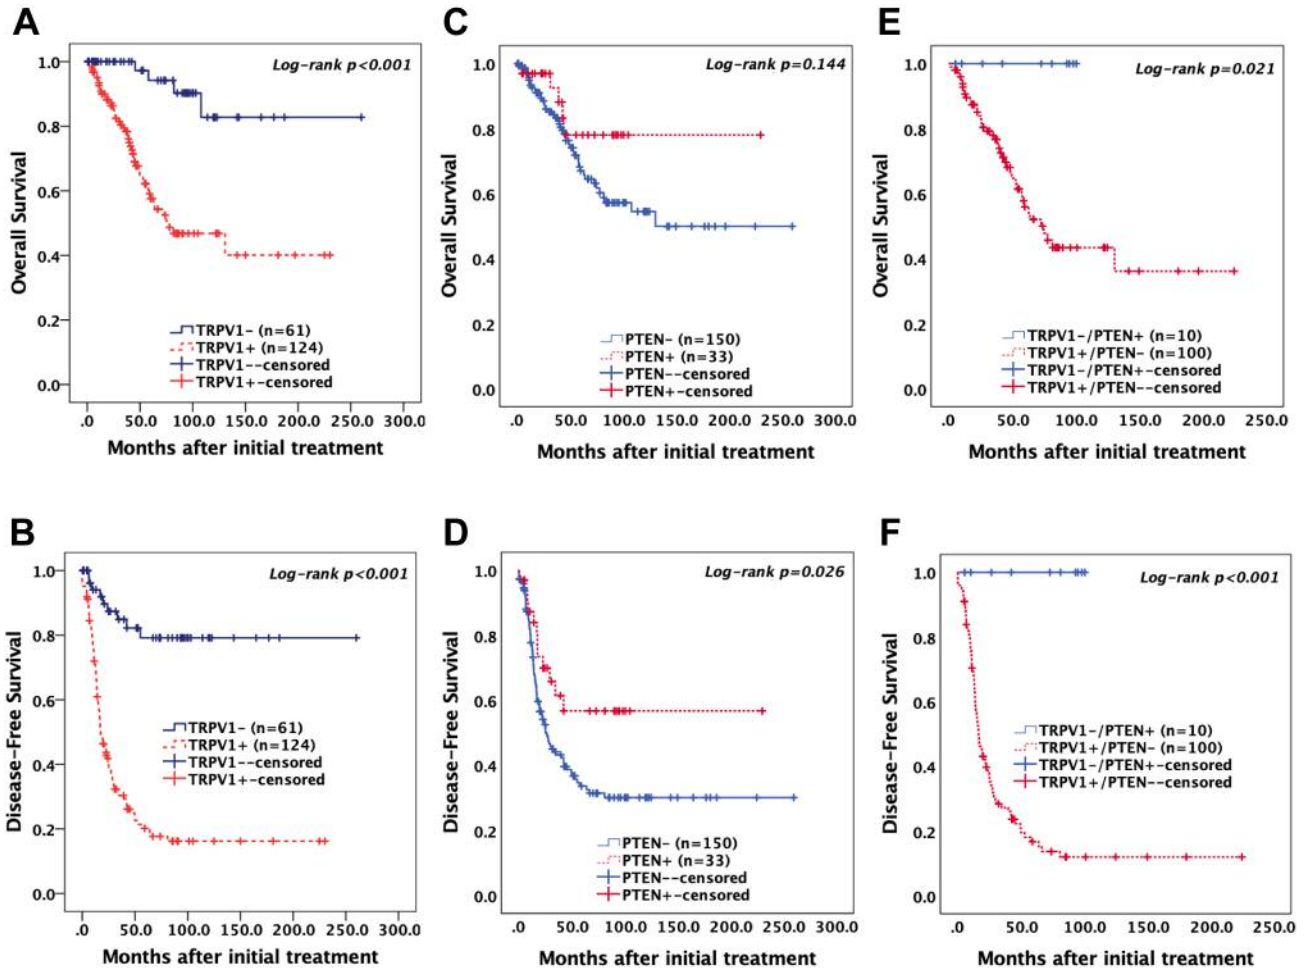 A
Log-rank p<0.001
1.0
0.8
0.6
0.4
0.2
0.0
Overall Survival
TRPV1- (n=61)
TRPV1+ (n=124)
TRPV1--censored
TRPV1+-censored
.0 50.0 100.0 150.0 200.0 250.0 300.0
Months after initial treatment
C
Log-rank p=0.144
1.0
0.8
0.6
0.4
0.2
0.0
Overall Survival
PTEN- (n=150)
PTEN+ (n=33)
PTEN--censored
PTEN+-censored
.0 50.0 100.0 150.0 200.0 250.0 300.0
Months after initial treatment
E
Log-rank p=0.021
1.0
0.8
0.6
0.4
0.2
0.0
Overall Survival
TRPV1-/PTEN+ (n=10)
TRPV1+/PTEN- (n=100)
TRPV1-/PTEN+-censored
TRPV1+/PTEN--censored
.0 50.0 100.0 150.0 200.0 250.0
Months after initial treatment
B
Log-rank p<0.001
1.0
0.8
0.6
0.4
0.2
0.0
Disease-Free Survival
TRPV1- (n=61)
TRPV1+ (n=124)
TRPV1--censored
TRPV1+-censored
.0 50.0 100.0 150.0 200.0 250.0 300.0
Months after initial treatment
D
Log-rank p=0.026
1.0
0.8
0.6
0.4
0.2
0.0
Disease-Free Survival
PTEN- (n=150)
PTEN+ (n=33)
PTEN--censored
PTEN+-censored
.0 50.0 100.0 150.0 200.0 250.0 300.0
Months after initial treatment
F
Log-rank p<0.001
1.0
0.8
0.6
0.4
0.2
0.0
Disease-Free Survival
TRPV1-/PTEN+ (n=10)
TRPV1+/PTEN- (n=100)
TRPV1-/PTEN+-censored
TRPV1+/PTEN--censored
.0 50.0 100.0 150.0 200.0 250.0
Months after initial treatment